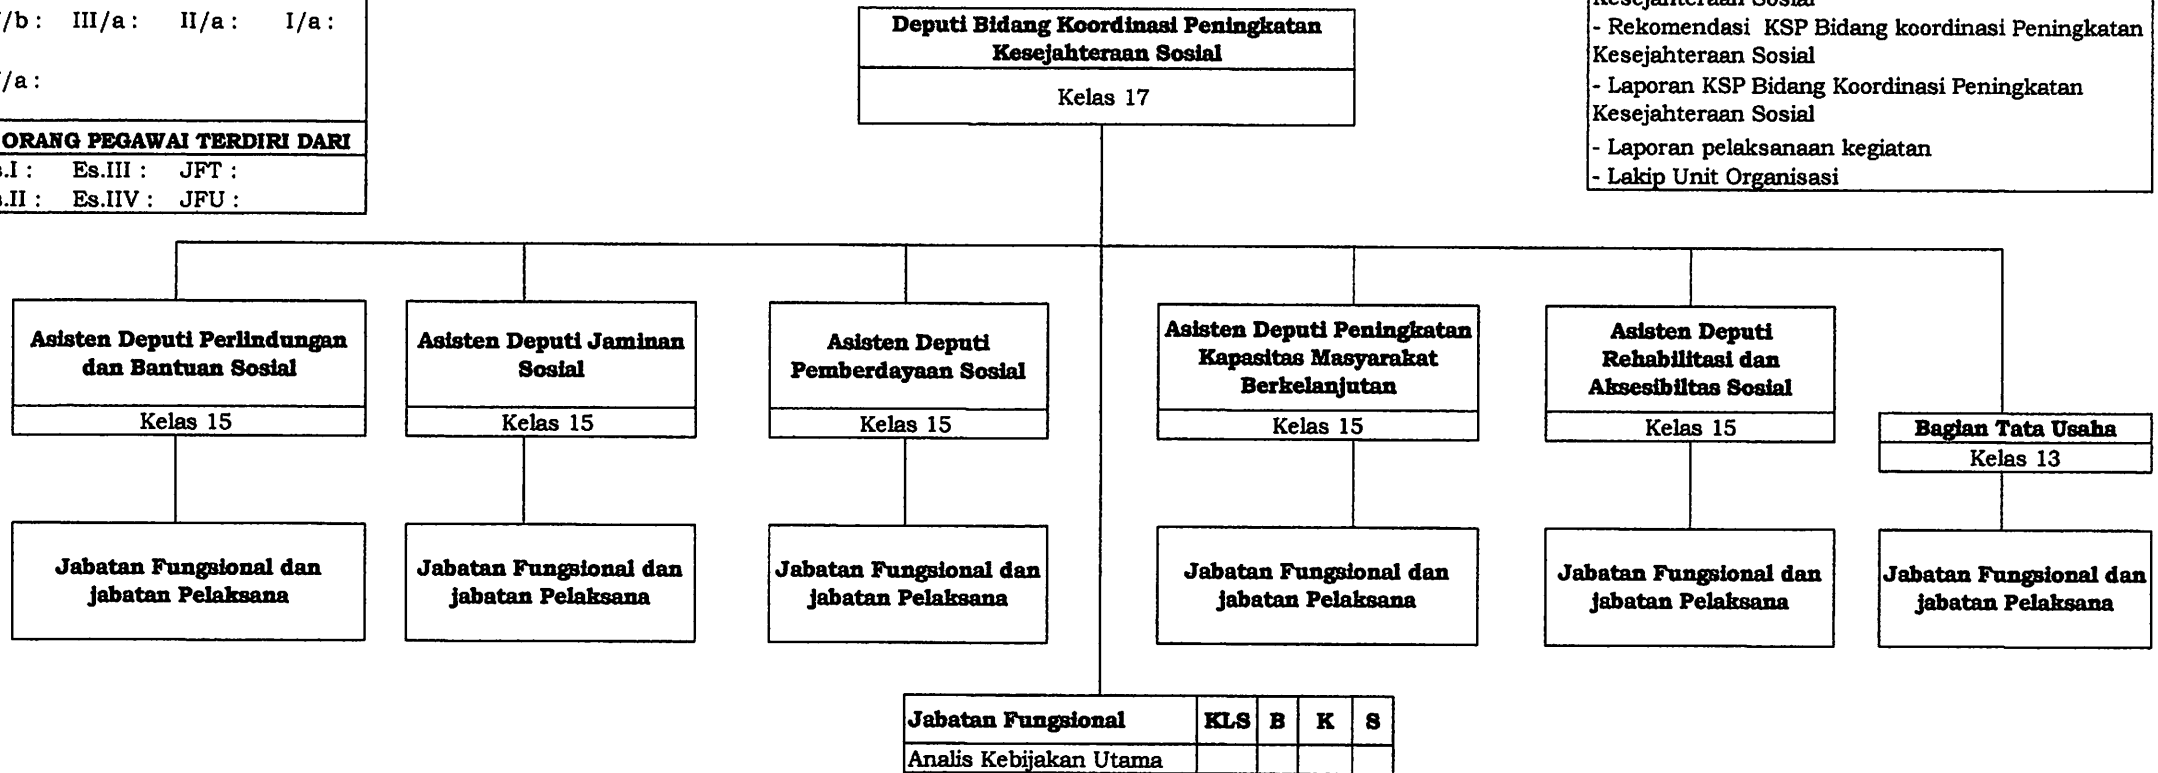 /b : III/a : II/a : I/a :
/a :
ORANG PEGAWAI TERDIRI DARI
.I : Es.III : JFT :
.II : Es.IIV : JFU :
Deputi Bidang Koordinasi Peningkatan
Kesejahteraan Sosial
Kelas 17
Kesejahteraan Sosial
- Rekomendasi KSP Bidang koordinasi Peningkatan
Kesejahteraan Sosial
- Laporan KSP Bidang Koordinasi Peningkatan
Kesejahteraan Sosial
- Laporan pelaksanaan kegiatan
- Lakip Unit Organisasi
Asisten Deputi Perlindungan
dan Bantuan Sosial
Kelas 15
Asisten Deputi Jaminan
Sosial
Kelas 15
Asisten Deputi
Pemberdayaan Sosial
Kelas 15
Asisten Deputi Peningkatan
Kapasitas Masyarakat
Berkelanjutan
Kelas 15
Asisten Deputi
Rehabilitasi dan
Aksesibiltas Sosial
Kelas 15
Bagian Tata Usaha
Kelas 13
Jabatan Fungsional dan
jabatan Pelaksana
Jabatan Fungsional dan
jabatan Pelaksana
Jabatan Fungsional dan
jabatan Pelaksana
Jabatan Fungsional dan
jabatan Pelaksana
Jabatan Fungsional dan
jabatan Pelaksana
Jabatan Fungsional dan
jabatan Pelaksana
Jabatan Fungsional KLS B K S
Analis Kebijakan Utama